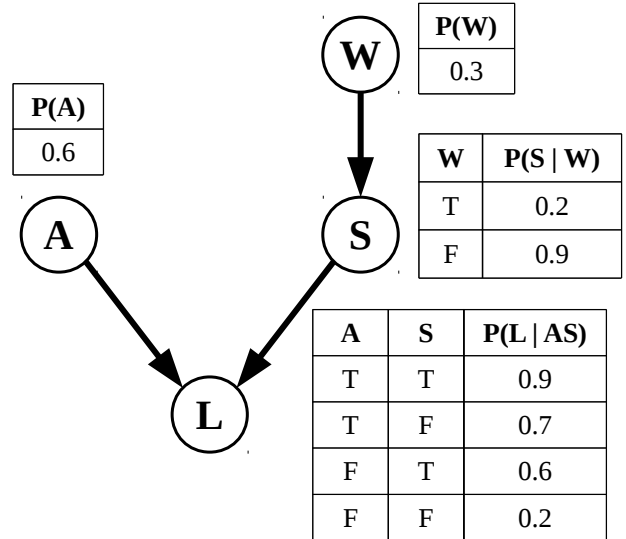 W
P(W)
0.3
P(A)
0.6
W P(S | W)
T 0.2
F 0.9
A
S
A S P(L | AS)
T T 0.9
T F 0.7
F T 0.6
F F 0.2
L